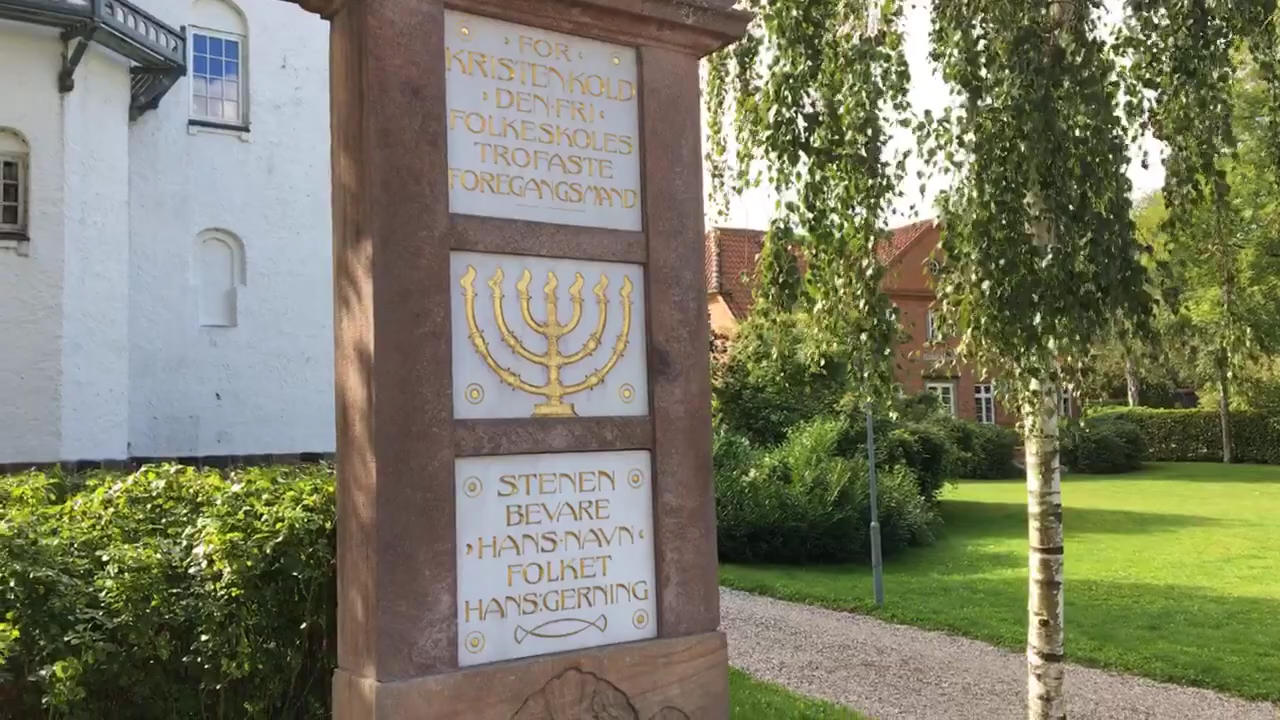 › FOR ‹
KRISTEN KOLD
› DEN·FRI ‹
FOLKESKOLES
TROFASTE
FOREGANGSMAND
STENEN
BEVARE
›HANS·NAVN‹
FOLKET
HANS:GERNING